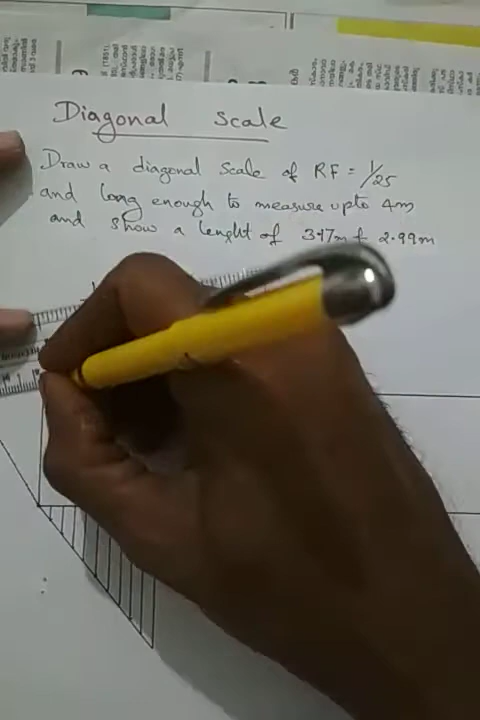 Diagonal Scale
Draw a diagonal Scale of RF = 1/25
and long enough to measure upto 4m
and show a lenght of 3.97m & 2.99m